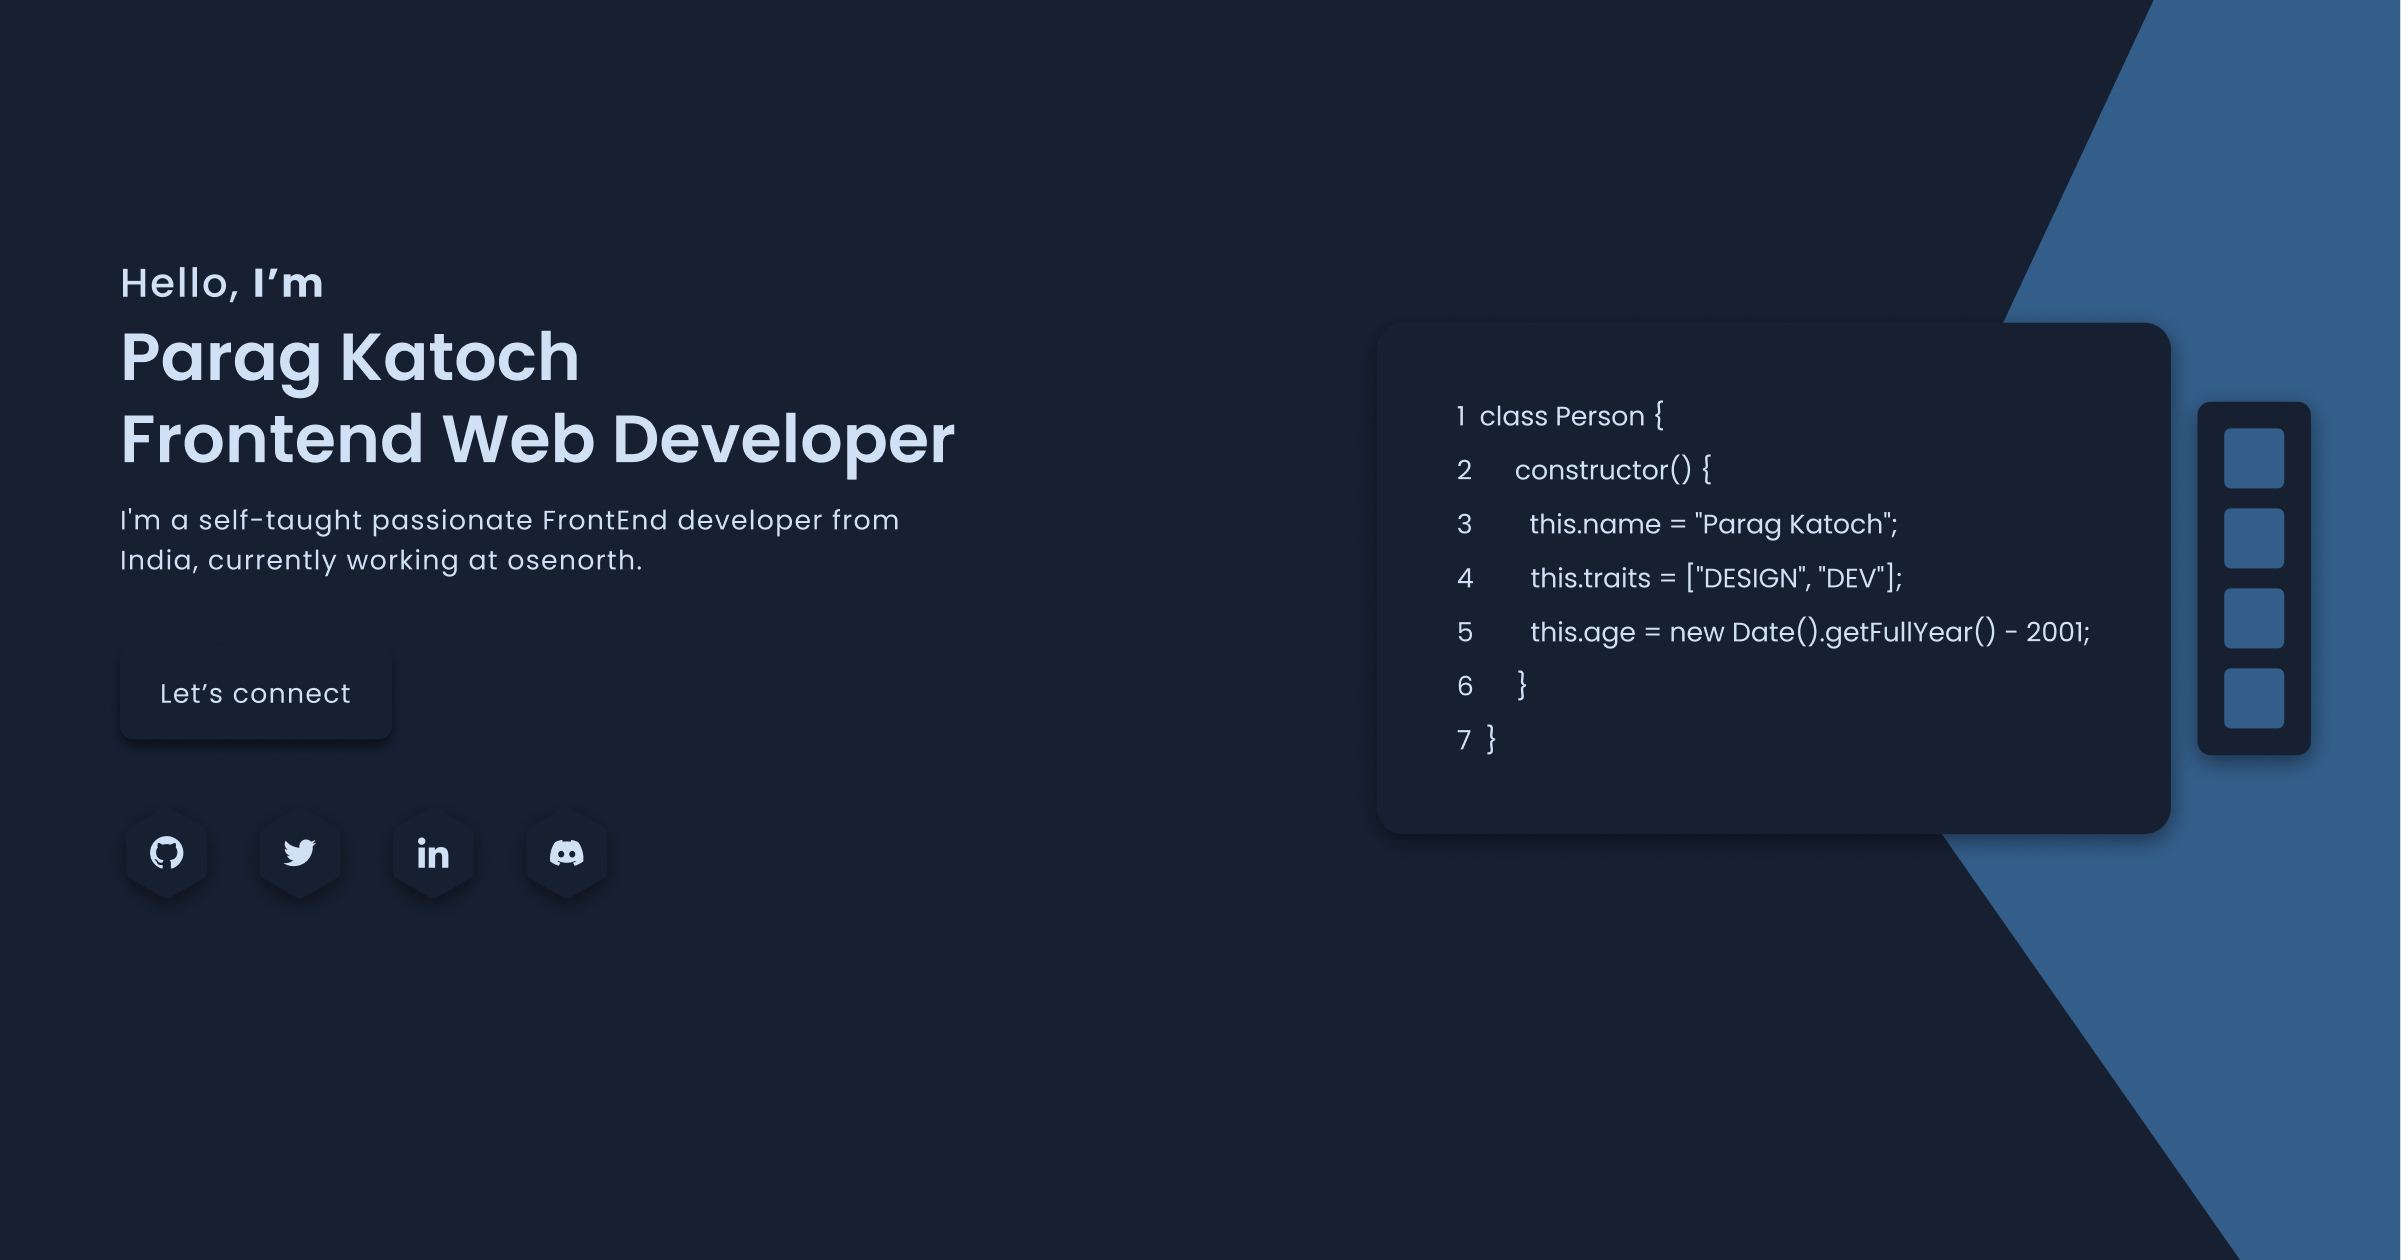 Hello, I’m
Parag Katoch
Frontend Web Developer
I'm a self-taught passionate FrontEnd developer from
India, currently working at osenorth.
Let’s connect
in
1 class Person {
2 constructor() {
3 this.name = "Parag Katoch";
4 this.traits = ["DESIGN", "DEV"];
5 this.age = new Date().getFullYear() - 2001;
6 }
7 }